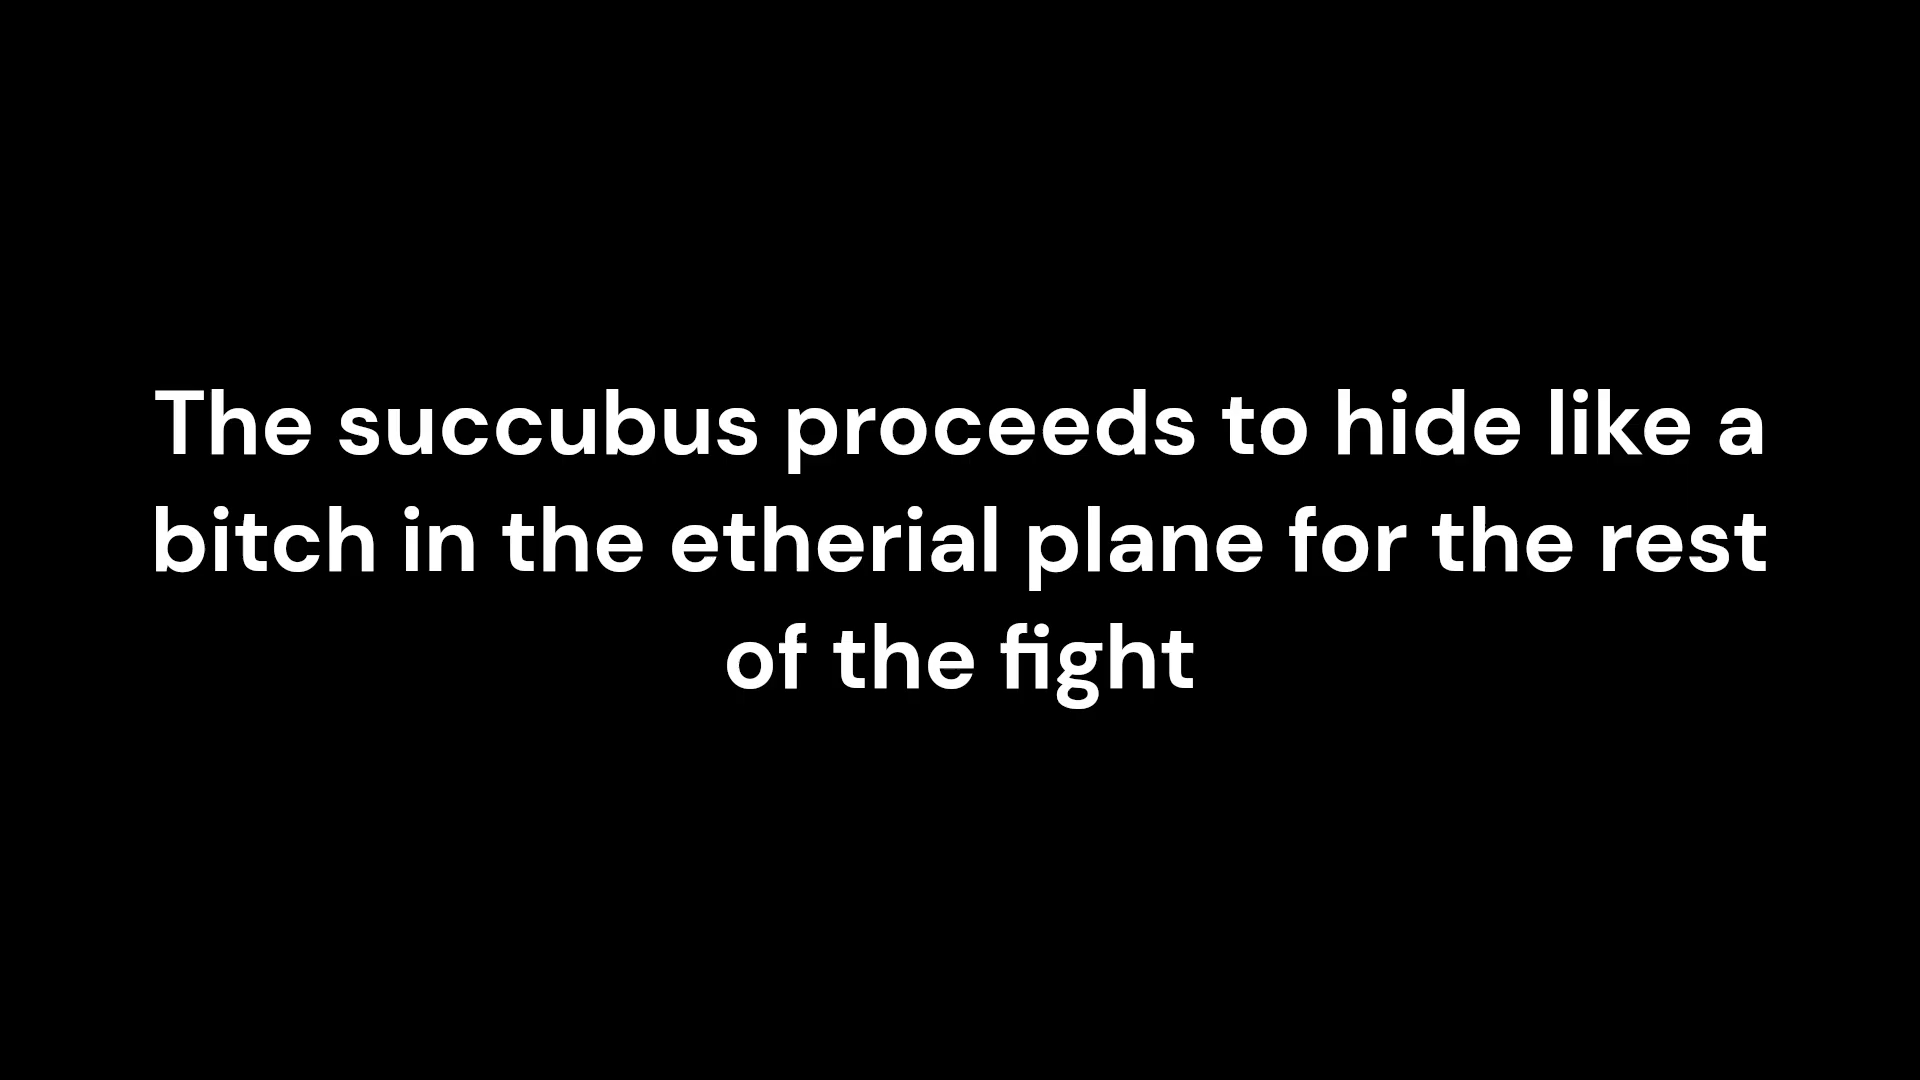 The succubus proceeds to hide like a
bitch in the etherial plane for the rest
of the fight